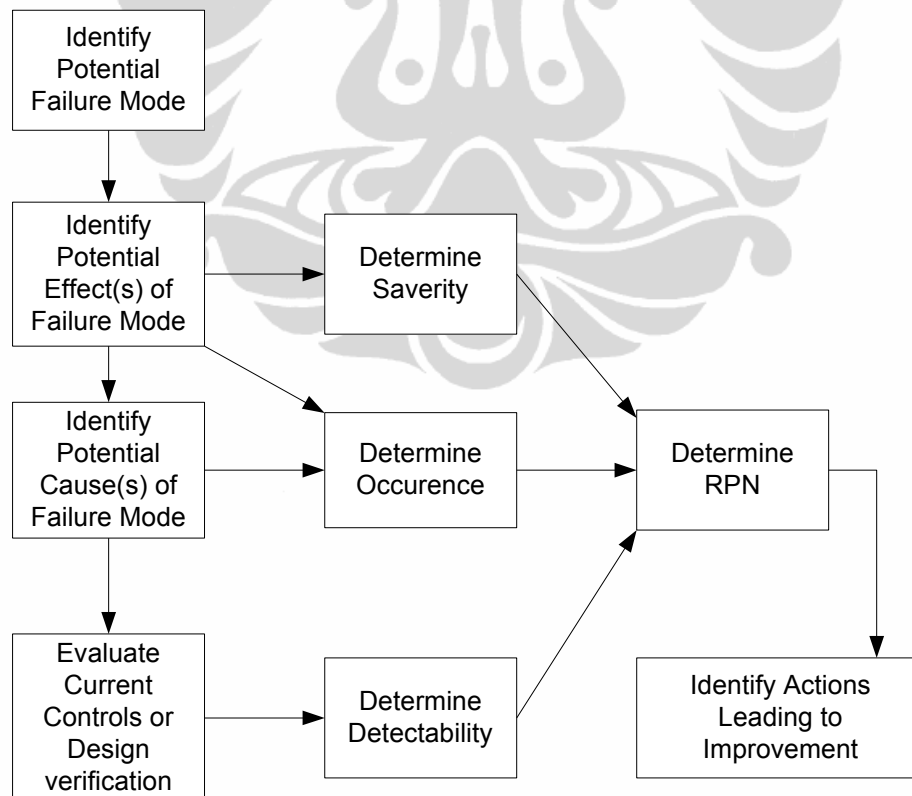 Identify
Potential
Failure Mode
Identify
Potential
Effect(s) of
Failure Mode
Determine
Saverity
Identify
Potential
Cause(s) of
Failure Mode
Determine
Occurence
Determine
RPN
Evaluate
Current
Controls or
Design
verification
Determine
Detectability
Identify Actions
Leading to
Improvement